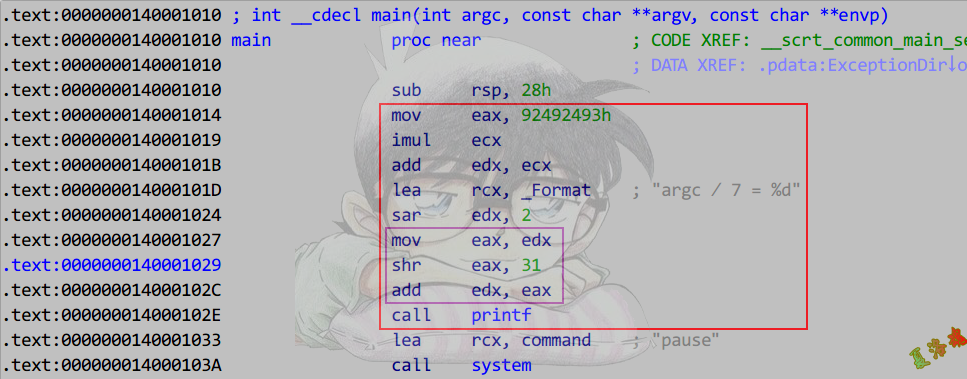 .text:0000000140001010 ; int __cdecl main(int argc, const char **argv, const char **envp)
.text:0000000140001010 main proc near ; CODE XREF: __scrt_common_main_se
.text:0000000140001010 ; DATA XREF: .pdata:ExceptionDir↓o
.text:0000000140001010 sub rsp, 28h
.text:0000000140001014 mov eax, 92492493h
.text:0000000140001019 imul ecx
.text:000000014000101B add edx, ecx
.text:000000014000101D lea rcx, _Format ; "argc / 7 = %d"
.text:0000000140001024 sar edx, 2
.text:0000000140001027 mov eax, edx
.text:0000000140001029 shr eax, 31
.text:000000014000102C add edx, eax
.text:000000014000102E call printf
.text:0000000140001033 lea rcx, command ; "pause"
.text:000000014000103A call system